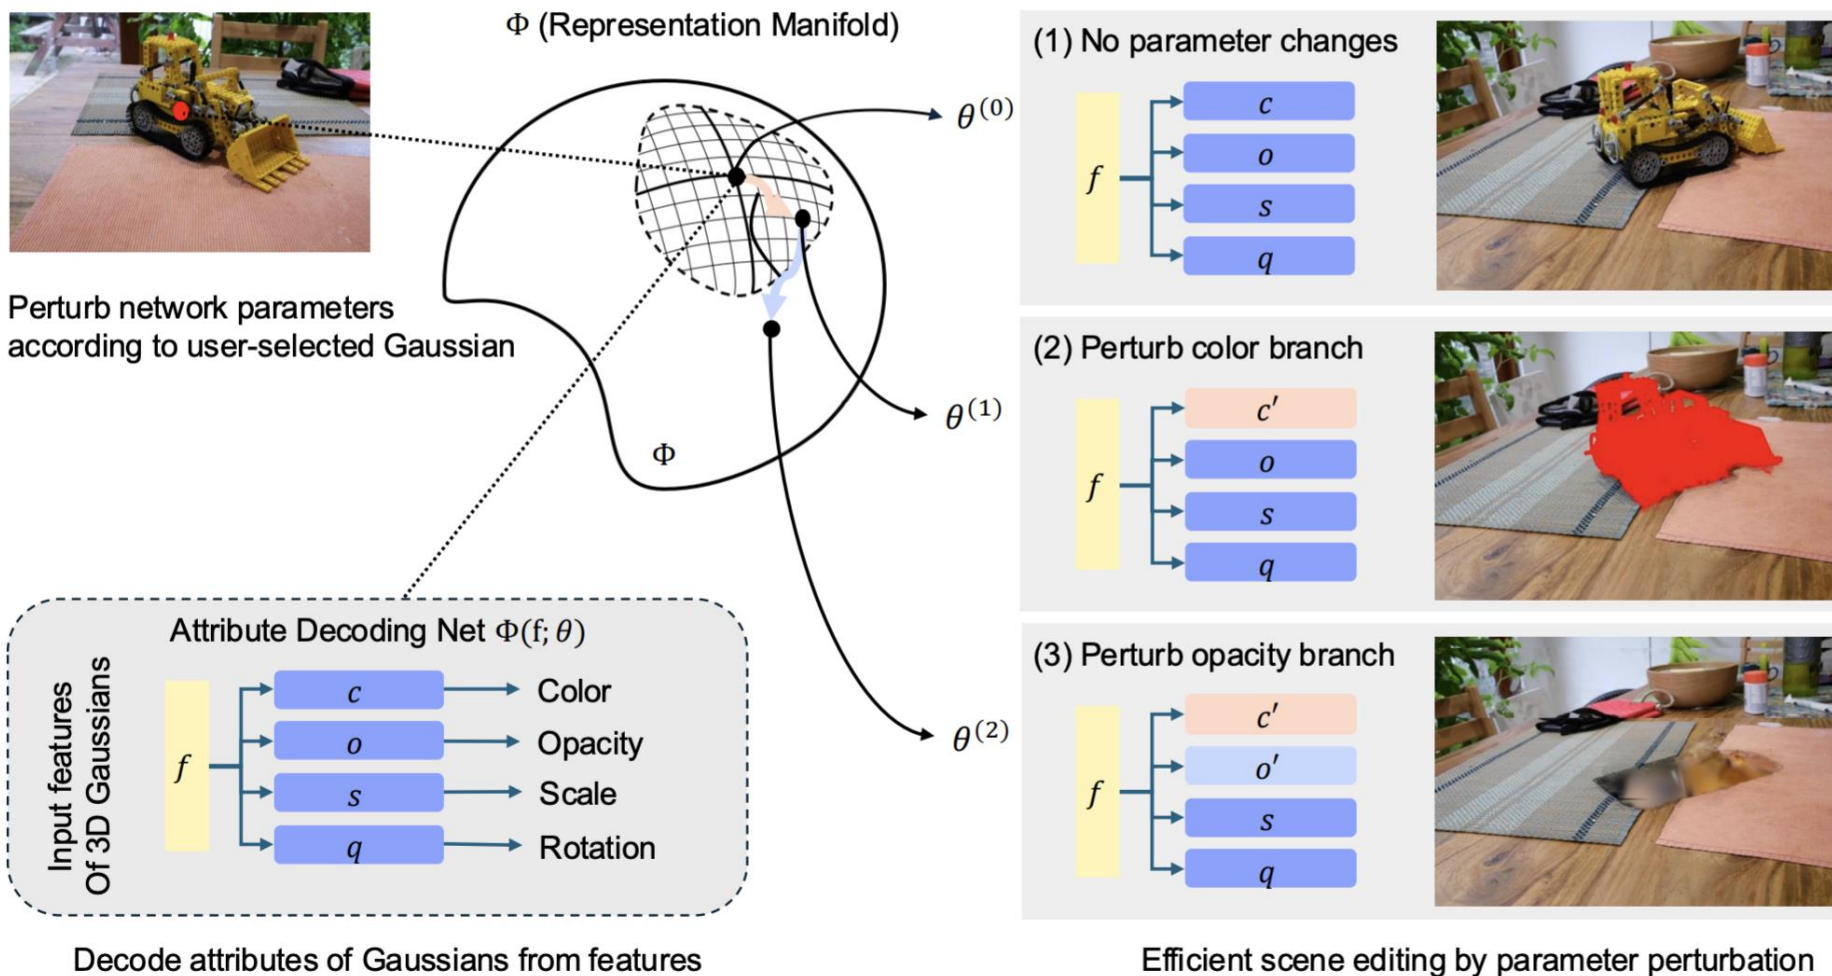 Φ (Representation Manifold)
θ⁽⁰⁾
Perturb network parameters
according to user-selected Gaussian
θ⁽¹⁾
Φ
θ⁽²⁾
Attribute Decoding Net Φ(f; θ)
Input features
Of 3D Gaussians
f
c
Color
o
Opacity
s
Scale
q
Rotation
Decode attributes of Gaussians from features
(1) No parameter changes
f
c
o
s
q
(2) Perturb color branch
f
c′
o
s
q
(3) Perturb opacity branch
f
c′
o′
s
q
Efficient scene editing by parameter perturbation